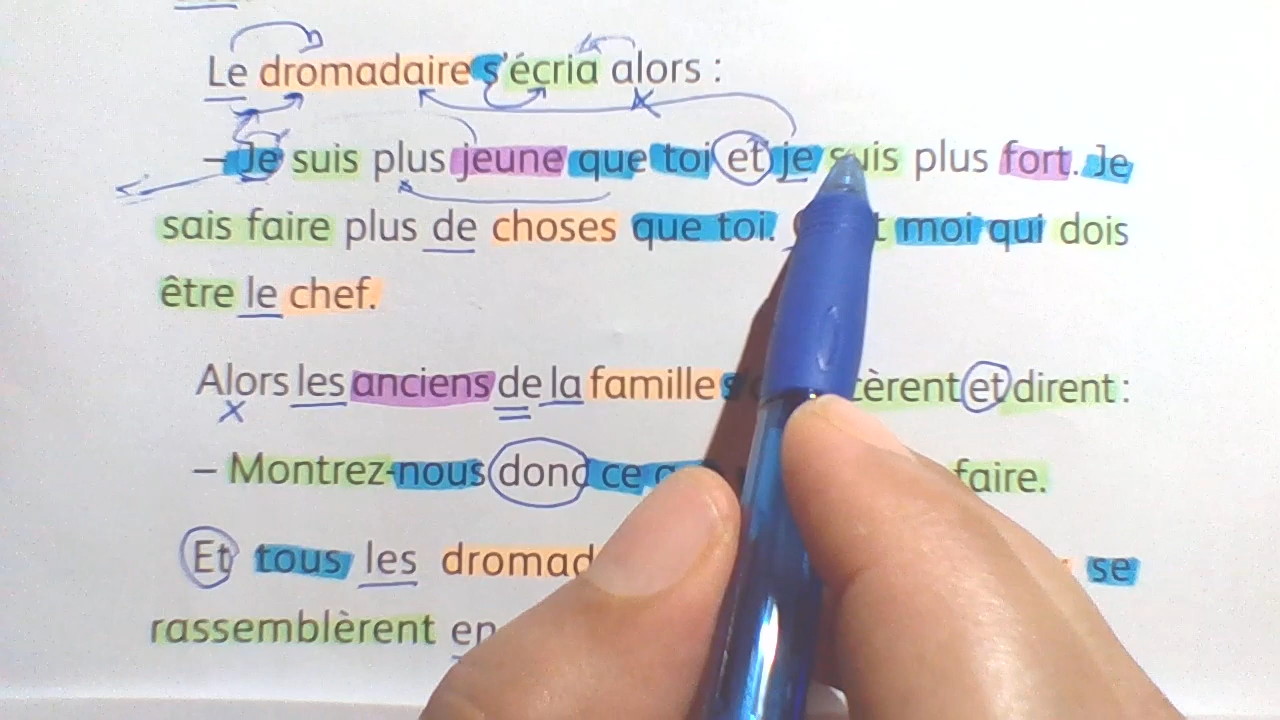 Le dromadaire s'écria alors :
– Je suis plus jeune que toi et je suis plus fort. Je
sais faire plus de choses que toi. moi qui dois
être le chef.
Alors les anciens de la famille et dirent :
– Montrez-nous donc ce faire.
Et tous les se
rassemblèrent en